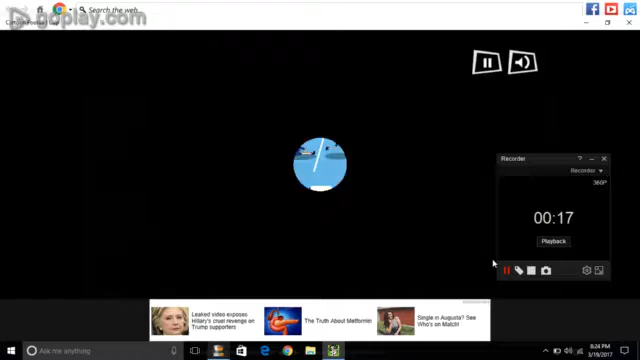 goplay.com
Search the web
Recorder
Recorder
360P
00:17
Playback
Leaked video exposes
Hillary's cruel revenge on
Trump supporters
The Truth About Metformin
Single in Augusta? See
Who's on Match!
Ask me anything
8:24 PM
3/19/2017